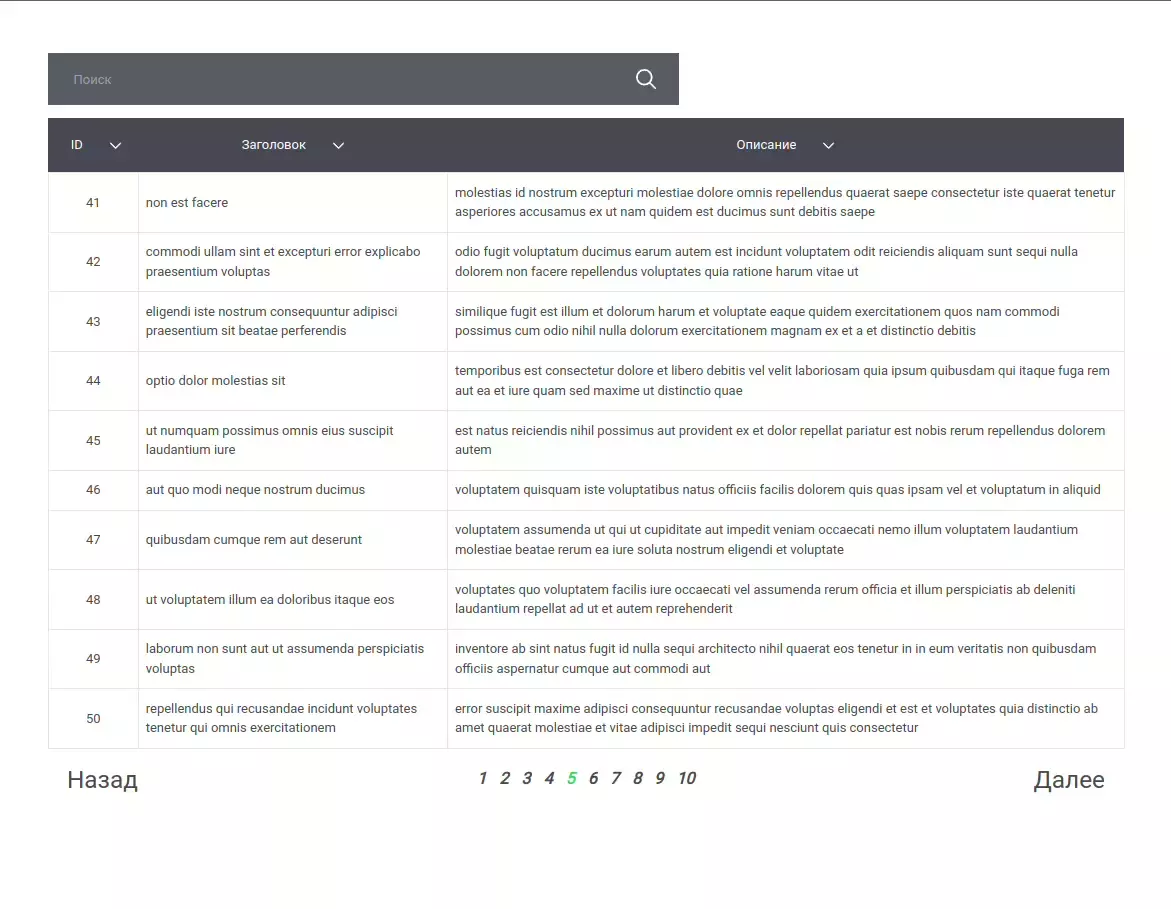 Поиск
ID Заголовок Описание
41 non est facere molestias id nostrum excepturi molestiae dolore omnis repellendus quaerat saepe consectetur iste quaerat tenetur
asperiores accusamus ex ut nam quidem est ducimus sunt debitis saepe
42 commodi ullam sint et excepturi error explicabo
praesentium voluptas
odio fugit voluptatum ducimus earum autem est incidunt voluptatem odit reiciendis aliquam sunt sequi nulla
dolorem non facere repellendus voluptates quia ratione harum vitae ut
43 eligendi iste nostrum consequuntur adipisci
praesentium sit beatae perferendis
similique fugit est illum et dolorum harum et voluptate eaque quidem exercitationem quos nam commodi
possimus cum odio nihil nulla dolorum exercitationem magnam ex et a et distinctio debitis
44 optio dolor molestias sit
temporibus est consectetur dolore et libero debitis vel velit laboriosam quia ipsum quibusdam qui itaque fuga rem
aut ea et iure quam sed maxime ut distinctio quae
45 ut numquam possimus omnis eius suscipit
laudantium iure
est natus reiciendis nihil possimus aut provident ex et dolor repellat pariatur est nobis rerum repellendus dolorem
autem
46 aut quo modi neque nostrum ducimus voluptatem quisquam iste voluptatibus natus officiis facilis dolorem quis quas ipsam vel et voluptatum in aliquid
47 quibusdam cumque rem aut deserunt
voluptatem assumenda ut qui ut cupiditate aut impedit veniam occaecati nemo illum voluptatem laudantium
molestiae beatae rerum ea iure soluta nostrum eligendi et voluptate
48 ut voluptatem illum ea doloribus itaque eos
voluptates quo voluptatem facilis iure occaecati vel assumenda rerum officia et illum perspiciatis ab deleniti
laudantium repellat ad ut et autem reprehenderit
49 laborum non sunt aut ut assumenda perspiciatis
voluptas
inventore ab sint natus fugit id nulla sequi architecto nihil quaerat eos tenetur in in eum veritatis non quibusdam
officiis aspernatur cumque aut commodi aut
50 repellendus qui recusandae incidunt voluptates
tenetur qui omnis exercitationem
error suscipit maxime adipisci consequuntur recusandae voluptas eligendi et est et voluptates quia distinctio ab
amet quaerat molestiae et vitae adipisci impedit sequi nesciunt quis consectetur
Назад 1 2 3 4 5 6 7 8 9 10 Далее